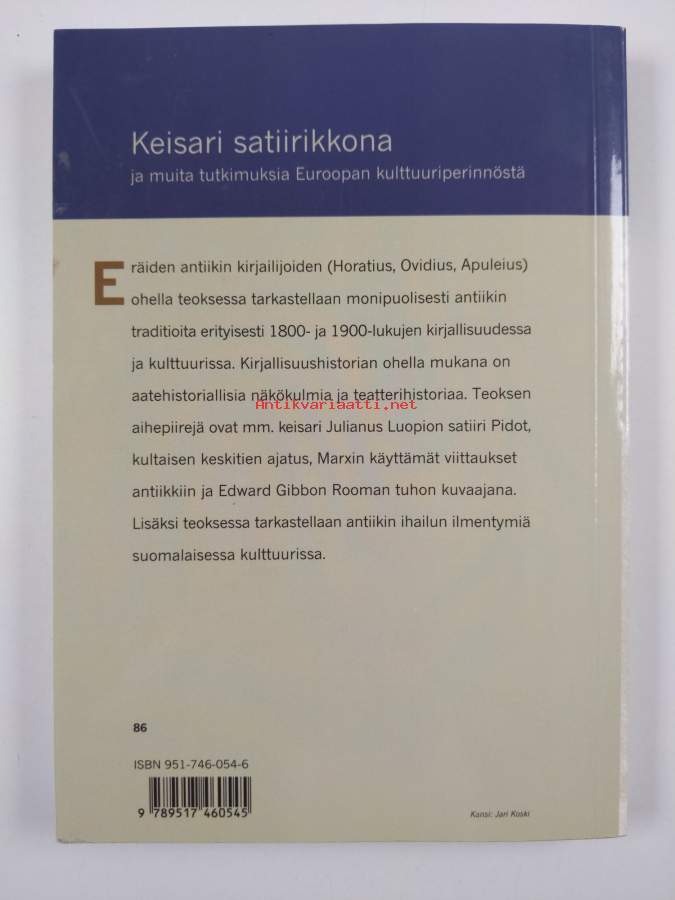 Keisari satiirikkona
ja muita tutkimuksia Euroopan kulttuuriperinnöstä
Eräiden antiikin kirjailijoiden (Horatius, Ovidius, Apuleius)
ohella teoksessa tarkastellaan monipuolisesti antiikin
traditioita erityisesti 1800- ja 1900-lukujen kirjallisuudessa
ja kulttuurissa. Kirjallisuushistorian ohella mukana on
aatehistoriallisia näkökulmia ja teatterihistoriaa. Teoksen
Antikvariaatti.net
aihepiirejä ovat mm. keisari Julianus Luopion satiiri Pidot,
kultaisen keskitien ajatus, Marxin käyttämät viittaukset
antiikkiin ja Edward Gibbon Rooman tuhon kuvaajana.
Lisäksi teoksessa tarkastellaan antiikin ihailun ilmentymiä
suomalaisessa kulttuurissa.
86
ISBN 951-746-054-6
9 789517 460545
Kansi: Jari Koski